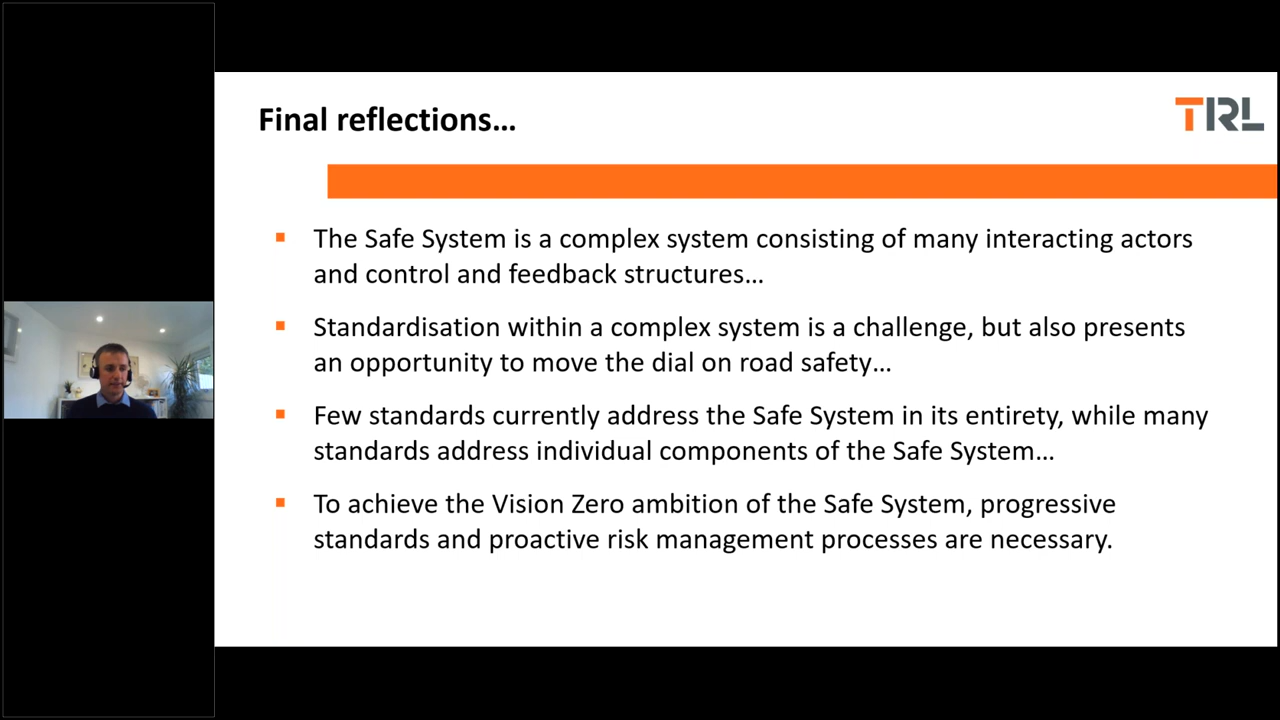 Final reflections…
TRL
The Safe System is a complex system consisting of many interacting actors
and control and feedback structures…
Standardisation within a complex system is a challenge, but also presents
an opportunity to move the dial on road safety…
Few standards currently address the Safe System in its entirety, while many
standards address individual components of the Safe System…
To achieve the Vision Zero ambition of the Safe System, progressive
standards and proactive risk management processes are necessary.